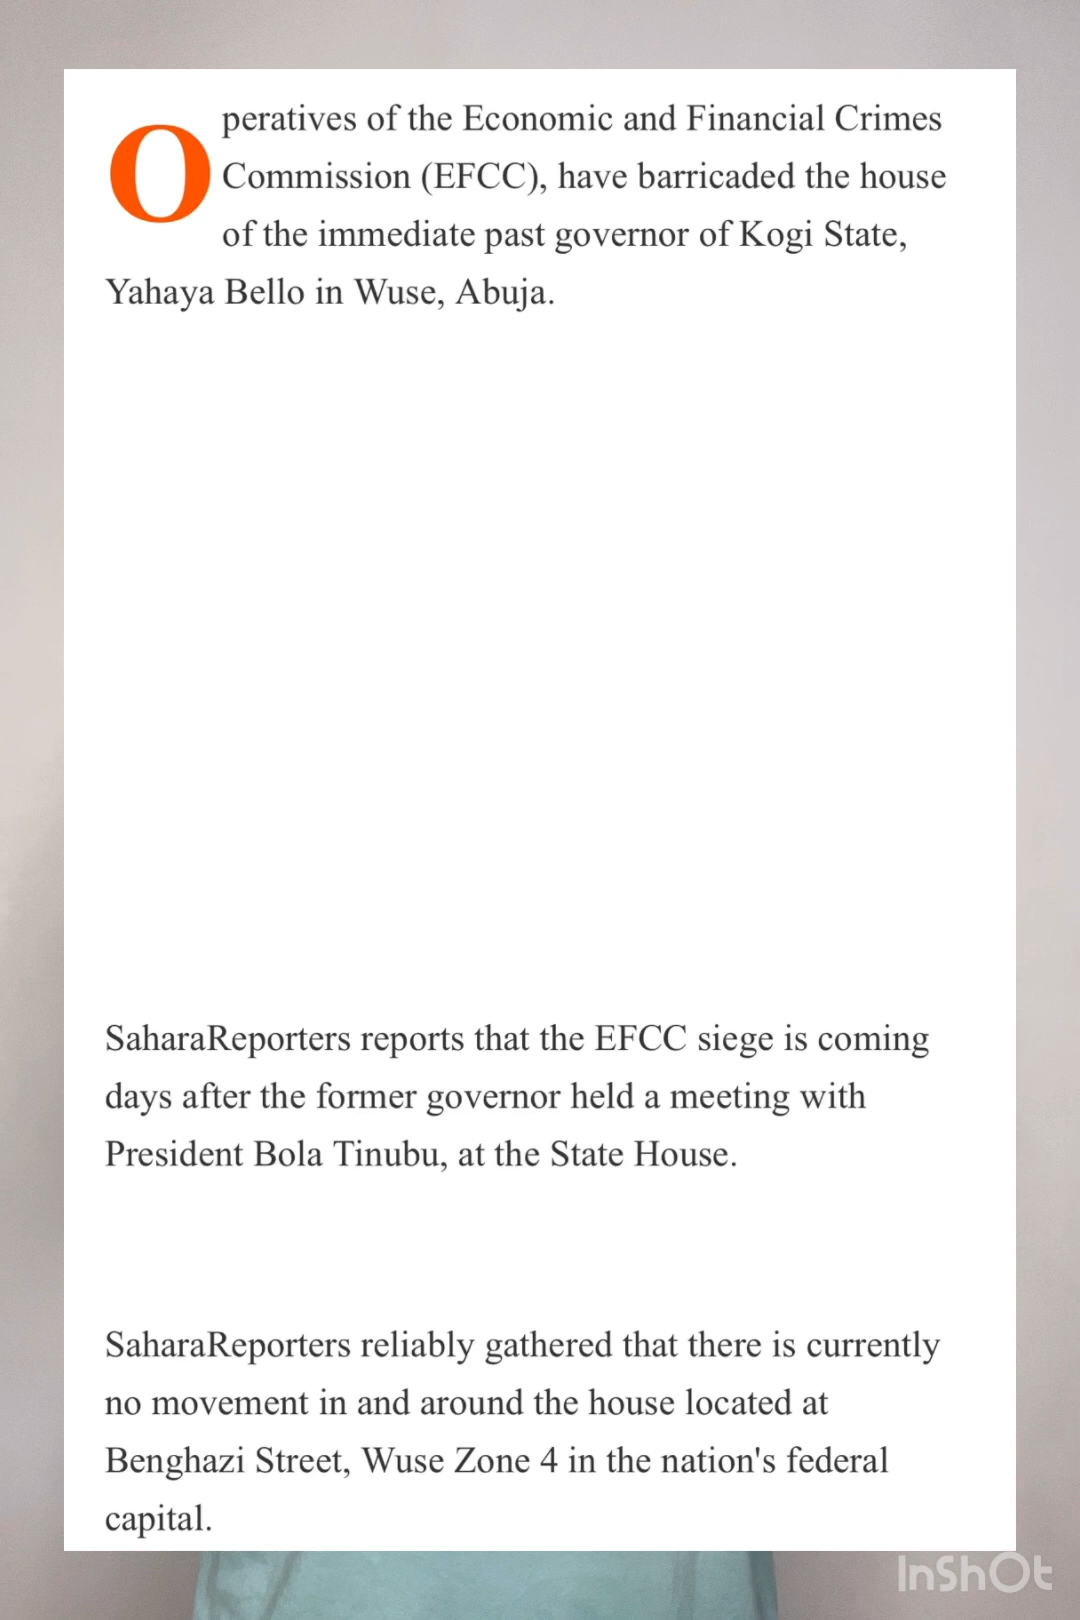 Operatives of the Economic and Financial Crimes
Commission (EFCC), have barricaded the house
of the immediate past governor of Kogi State,
Yahaya Bello in Wuse, Abuja.
SaharaReporters reports that the EFCC siege is coming
days after the former governor held a meeting with
President Bola Tinubu, at the State House.
SaharaReporters reliably gathered that there is currently
no movement in and around the house located at
Benghazi Street, Wuse Zone 4 in the nation's federal
capital.
InShOt